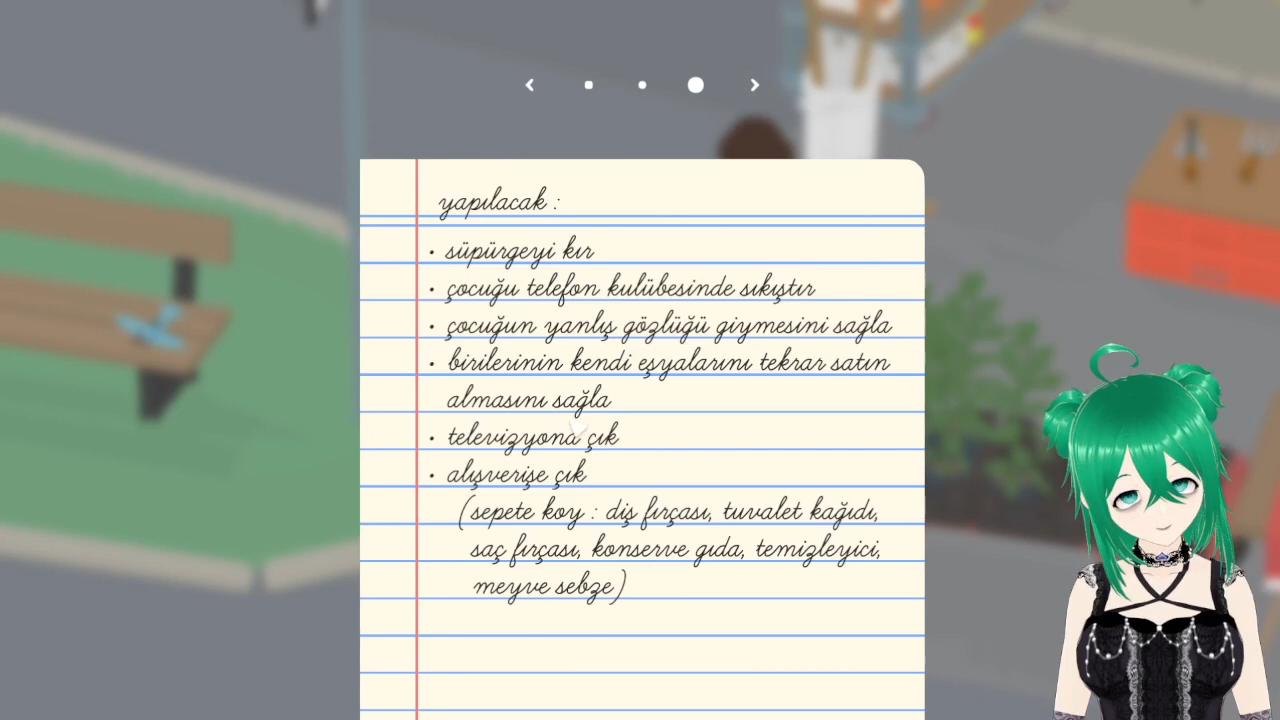 yapılacak :
• süpürgeyi kır
• çocuğu telefon kulübesinde sıkıştır
• çocuğun yanlış gözlüğü giymesini sağla
• birilerinin kendi eşyalarını tekrar satın
almasını sağla
• televizyona çık
• alışverişe çık
(sepete koy : diş fırçası, tuvalet kağıdı,
saç fırçası, konserve gıda, temizleyici,
meyve sebze)